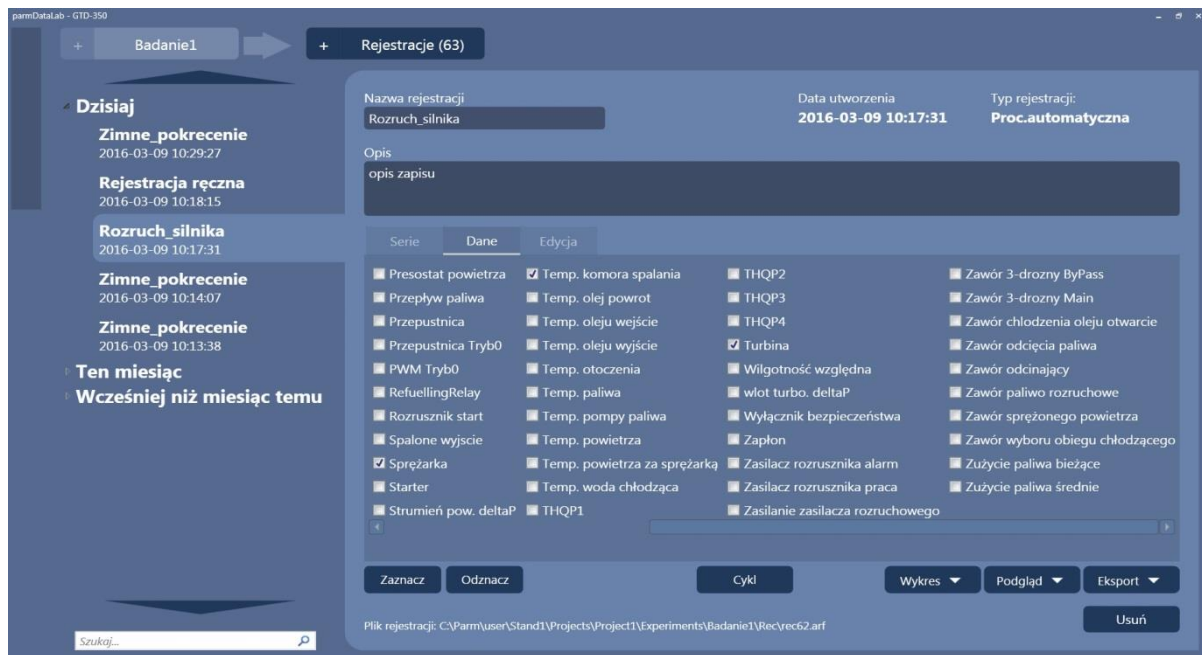 parmDataLab - GTD-350
+ Badanie1
+ Rejestracje (63)
Dzisiaj
Zimne_pokrecenie
2016-03-09 10:29:27
Rejestracja ręczna
2016-03-09 10:18:15
Rozruch_silnika
2016-03-09 10:17:31
Zimne_pokrecenie
2016-03-09 10:14:07
Zimne_pokrecenie
2016-03-09 10:13:38
Ten miesiąc
Wcześniej niż miesiąc temu
Szukaj...
Nazwa rejestracji
Rozruch_silnika
Data utworzenia
2016-03-09 10:17:31
Typ rejestracji:
Proc.automatyczna
Opis
opis zapisu
Serie Dane Edycja
Presostat powietrza
Przepływ paliwa
Przepustnica
Przepustnica Tryb0
PWM Tryb0
RefuellingRelay
Rozrusznik start
Spalone wyjscie
Sprężarka
Starter
Strumień pow. deltaP
Temp. komora spalania
Temp. olej powrot
Temp. oleju wejście
Temp. oleju wyjście
Temp. otoczenia
Temp. paliwa
Temp. pompy paliwa
Temp. powietrza
Temp. powietrza za sprężarką
Temp. woda chłodząca
THQP1
THQP2
THQP3
THQP4
Turbina
Wilgotność względna
wlot turbo. deltaP
Wyłącznik bezpieczeństwa
Zapłon
Zasilacz rozrusznika alarm
Zasilacz rozrusznika praca
Zasilanie zasilacza rozruchowego
Zawór 3-drozny ByPass
Zawór 3-drozny Main
Zawór chlodzenia oleju otwarcie
Zawór odcięcia paliwa
Zawór odcinający
Zawór paliwo rozruchowe
Zawór sprężonego powietrza
Zawór wyboru obiegu chłodzącego
Zużycie paliwa bieżące
Zużycie paliwa średnie
Zaznacz Odznacz Cykl Wykres Podgląd Eksport
Plik rejestracji: C:\Parm\user\Stand1\Projects\Project1\Experiments\Badanie1\Rec\rec62.arf
Usuń